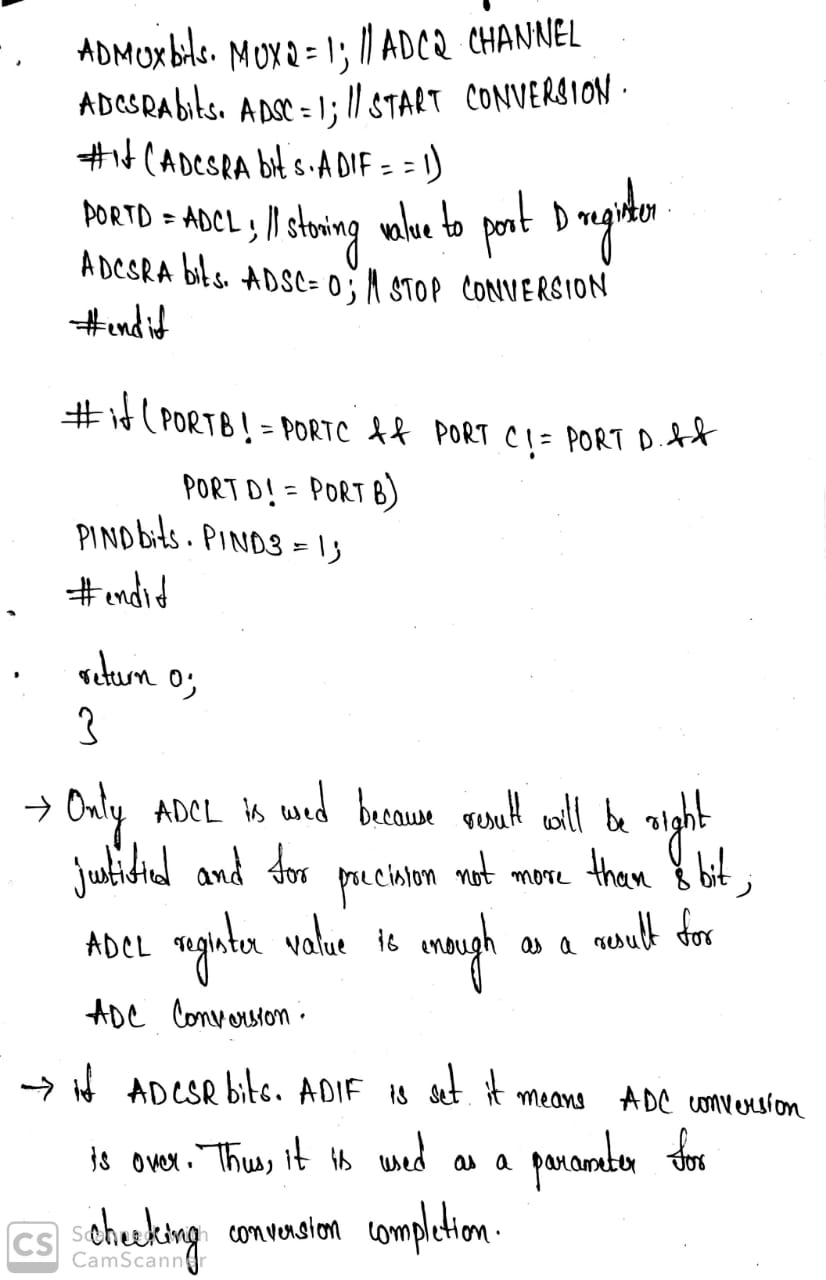 ADMUXbits. MUX2 = 1; // ADC2 CHANNEL
ADCSRAbits. ADSC = 1; // START CONVERSION.
#if (ADCSRA bits.ADIF == 1)
PORTD = ADCL; // storing value to port D register.
ADCSRA bits. ADSC = 0; // STOP CONVERSION
#endif
#if (PORTB != PORTC && PORT C != PORT D &&
PORT D! = PORT B)
PINDbits. PIND3 = 1;
#endif
return 0;
}
→ Only ADCL is used because result will be right
justified and for precision not more than 8 bit;
ADCL register value is enough as a result for
ADC Conversion.
→ if ADCSR bits. ADIF is set it means ADC conversion
is over. Thus, it is used as a parameter for
checking conversion completion.
CS Scanned with
CamScanner